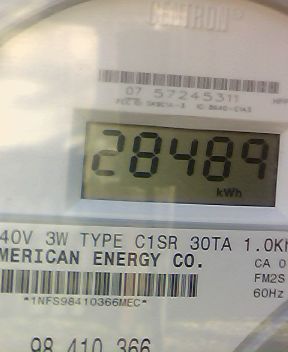 CENTRON®
07 57245311
28489
kWh
40V 3W TYPE C1SR 30TA 1.0K
MERICAN ENERGY CO.
CA 0
FM2S
60Hz
*1NFS98410366MEC*
98 410 366